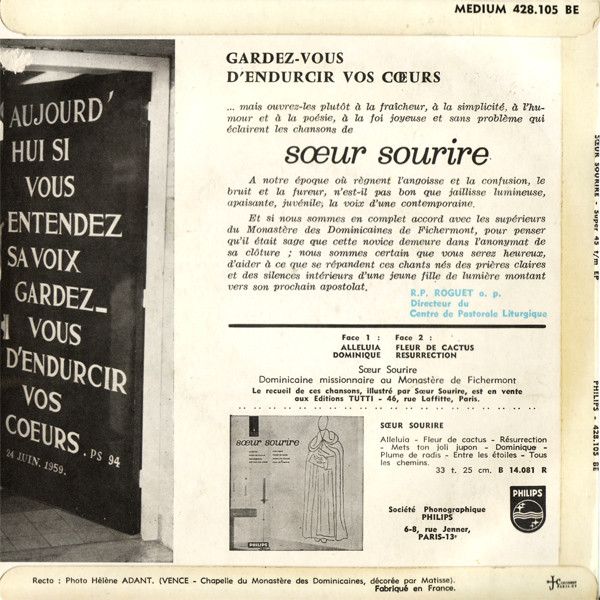 MEDIUM 428.105 BE
AUJOURD'
HUI SI
VOUS
ENTENDEZ
SA VOIX
GARDEZ_
VOUS
D'ENDURCIR
VOS
COEURS. PS 94
24 JUIN. 1959.
GARDEZ-VOUS
D'ENDURCIR VOS CŒURS
... mais ouvrez-les plutôt à la fraîcheur, à la simplicité, à l'hu-
mour et à la poésie, à la foi joyeuse et sans problème qui
éclairent les chansons de
sœur sourire
A notre époque où règnent l'angoisse et la confusion, le
bruit et la fureur, n'est-il pas bon que jaillisse lumineuse,
apaisante, juvénile, la voix d'une contemporaine.
Et si nous sommes en complet accord avec les supérieurs
du Monastère des Dominicaines de Fichermont, pour penser
qu'il était sage que cette novice demeure dans l'anonymat de
sa clôture ; nous sommes certain que vous serez heureux,
d'aider à ce que se répandent ces chants nés des prières claires
et des silences intérieurs d'une jeune fille de lumière montant
vers son prochain apostolat.
R.P. ROGUET o. p.
Directeur du
Centre de Pastorale Liturgique
Face 1 : Face 2 :
ALLELUIA FLEUR DE CACTUS
DOMINIQUE RESURRECTION
Sœur Sourire
Dominicaine missionnaire au Monastère de Fichermont
Le recueil de ces chansons, illustré par Sœur Sourire, est en vente
aux Editions TUTTI - 46, rue Laffitte, Paris.
sœur sourire
PHILIPS
SŒUR SOURIRE
Alleluia - Fleur de cactus - Résurrection
- Mets ton joli jupon - Dominique -
Plume de radis - Entre les étoiles - Tous
les chemins.
33 t. 25 cm. B 14.081 R
Société Phonographique
PHILIPS
6-8, rue Jenner,
PARIS-13e
PHILIPS
SŒUR SOURIRE - Super 45 t/m EP
PHILIPS - 428.105 BE
Recto : Photo Hélène ADANT. (VENCE - Chapelle du Monastère des Dominicaines, décorée par Matisse).
Fabriqué en France.